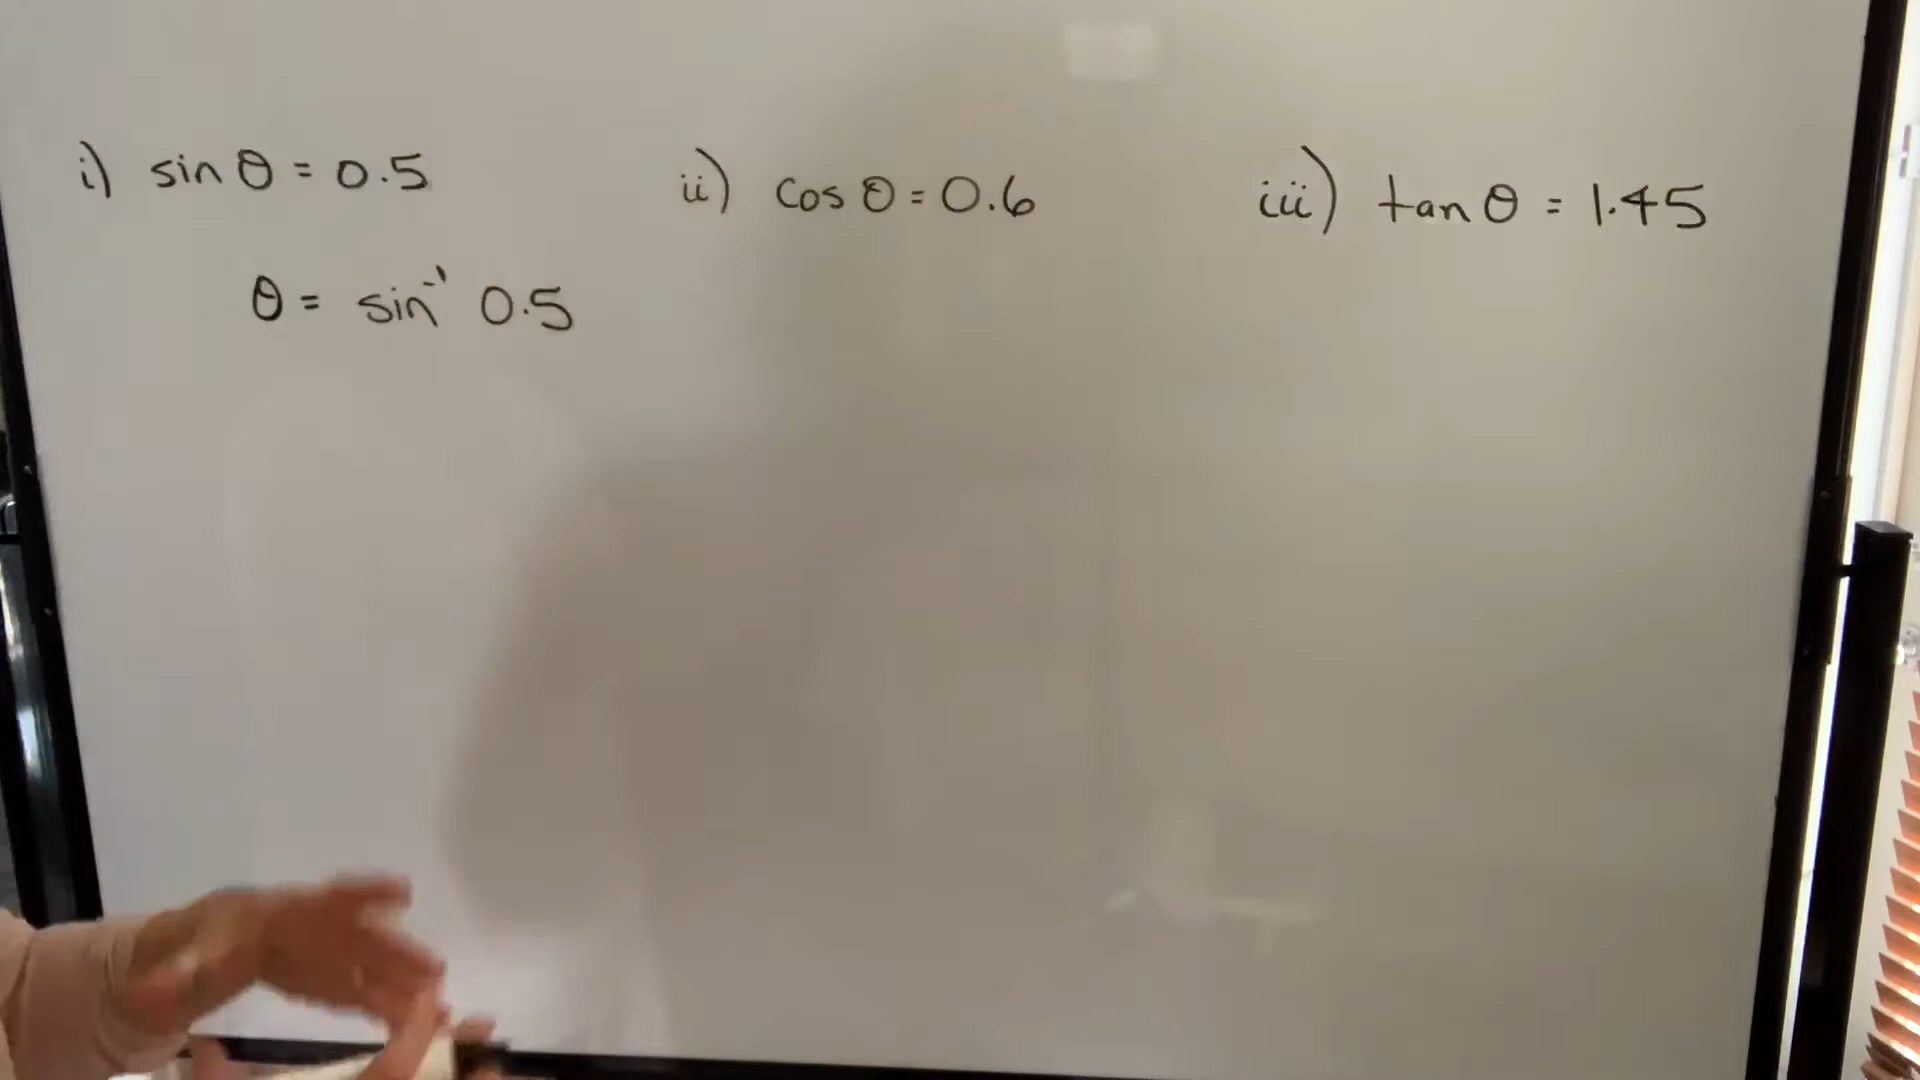 i) sin θ = 0.5
θ = sin⁻¹ 0.5
ii) cos θ = 0.6
iii) tan θ = 1.45